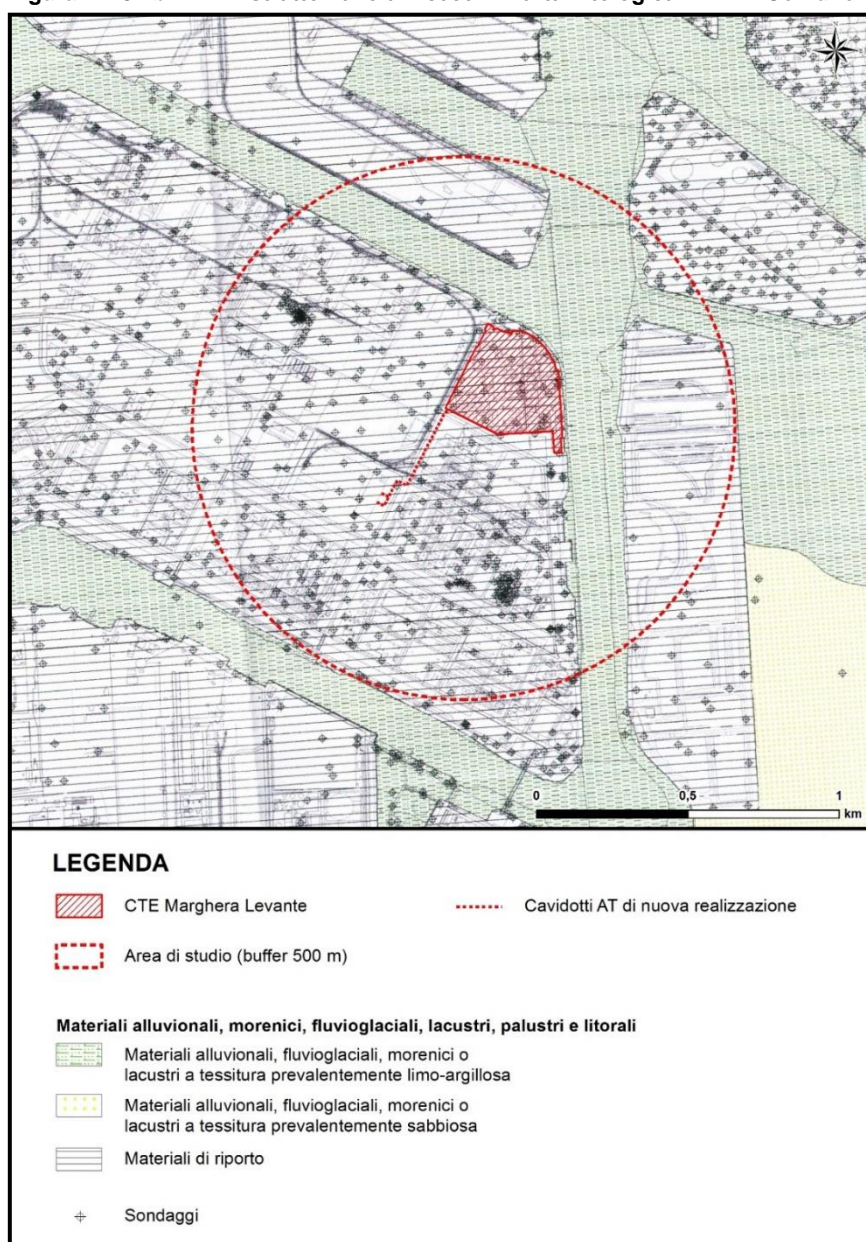 N
0
0,5
1
km
LEGENDA
CTE Marghera Levante
Cavidotti AT di nuova realizzazione
Area di studio (buffer 500 m)
Materiali alluvionali, morenici, fluvioglaciali, lacustri, palustri e litorali
Materiali alluvionali, fluvioglaciali, morenici o
lacustri a tessitura prevalentemente limo-argillosa
Materiali alluvionali, fluvioglaciali, morenici o
lacustri a tessitura prevalentemente sabbiosa
Materiali di riporto
Sondaggi